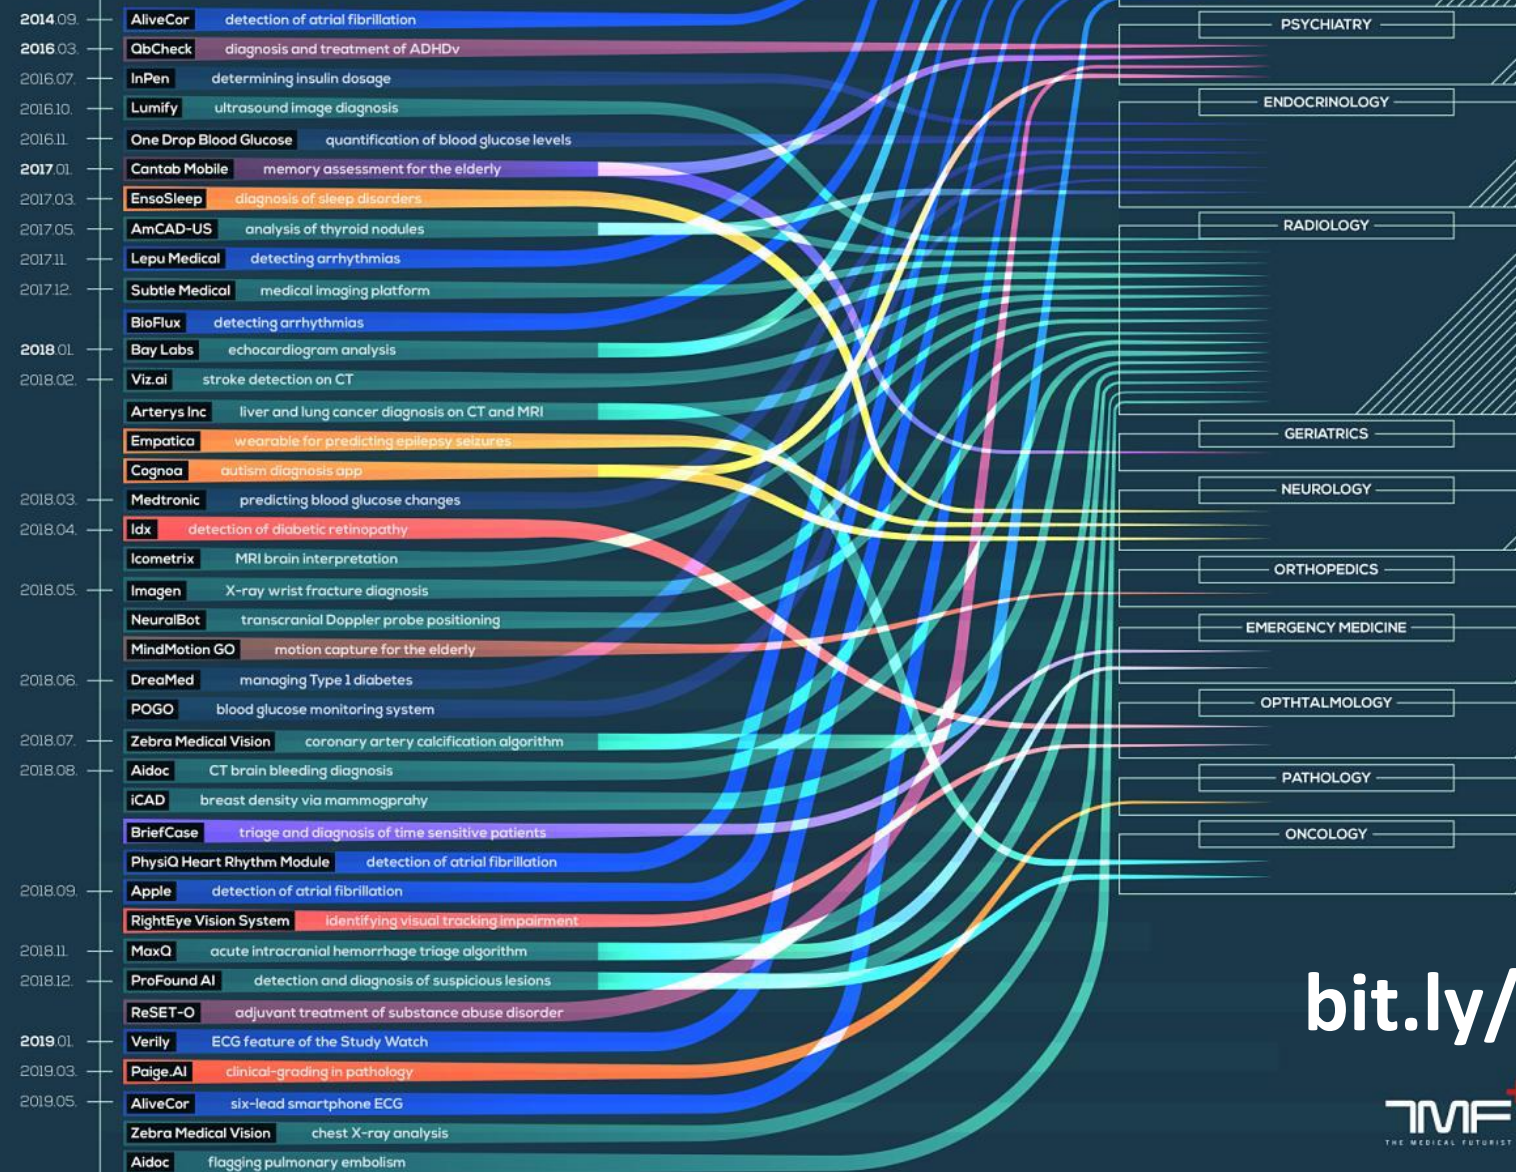 2014.09. AliveCor detection of atrial fibrillation
2016.03. QbCheck diagnosis and treatment of ADHDv
2016.07. InPen determining insulin dosage
2016.10. Lumify ultrasound image diagnosis
2016.11. One Drop Blood Glucose quantification of blood glucose levels
2017.01. Cantab Mobile memory assessment for the elderly
2017.03. EnsoSleep diagnosis of sleep disorders
2017.05. AmCAD-US analysis of thyroid nodules
2017.11. Lepu Medical detecting arrhythmias
2017.12. Subtle Medical medical imaging platform
BioFlux detecting arrhythmias
2018.01. Bay Labs echocardiogram analysis
2018.02. Viz.ai stroke detection on CT
Arterys Inc liver and lung cancer diagnosis on CT and MRI
Empatica wearable for predicting epilepsy seizures
Cognoa autism diagnosis app
2018.03. Medtronic predicting blood glucose changes
2018.04. Idx detection of diabetic retinopathy
Icometrix MRI brain interpretation
2018.05. Imagen X-ray wrist fracture diagnosis
NeuralBot transcranial Doppler probe positioning
MindMotion GO motion capture for the elderly
2018.06. DreaMed managing Type 1 diabetes
POGO blood glucose monitoring system
2018.07. Zebra Medical Vision coronary artery calcification algorithm
2018.08. Aidoc CT brain bleeding diagnosis
iCAD breast density via mammogprahy
BriefCase triage and diagnosis of time sensitive patients
PhysiQ Heart Rhythm Module detection of atrial fibrillation
2018.09. Apple detection of atrial fibrillation
RightEye Vision System identifying visual tracking impairment
2018.11. MaxQ acute intracranial hemorrhage triage algorithm
2018.12. ProFound AI detection and diagnosis of suspicious lesions
ReSET-O adjuvant treatment of substance abuse disorder
2019.01. Verily ECG feature of the Study Watch
2019.03. Paige.AI clinical-grading in pathology
2019.05. AliveCor six-lead smartphone ECG
Zebra Medical Vision chest X-ray analysis
Aidoc flagging pulmonary embolism
PSYCHIATRY
ENDOCRINOLOGY
RADIOLOGY
GERIATRICS
NEUROLOGY
ORTHOPEDICS
EMERGENCY MEDICINE
OPTHTALMOLOGY
PATHOLOGY
ONCOLOGY
bit.ly/
TMF
THE MEDICAL FUTURIST